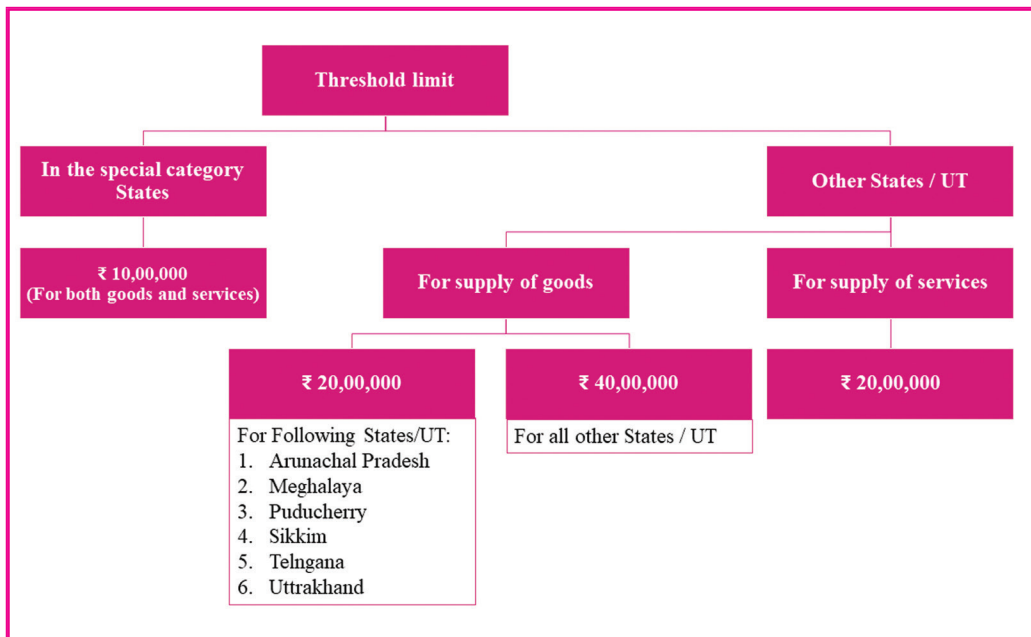 Threshold limit
In the special category
States
Other States / UT
₹ 10,00,000
(For both goods and services)
For supply of goods
For supply of services
₹ 20,00,000
₹ 40,00,000
₹ 20,00,000
For Following States/UT:
1. Arunachal Pradesh
2. Meghalaya
3. Puducherry
4. Sikkim
5. Telngana
6. Uttrakhand
For all other States / UT